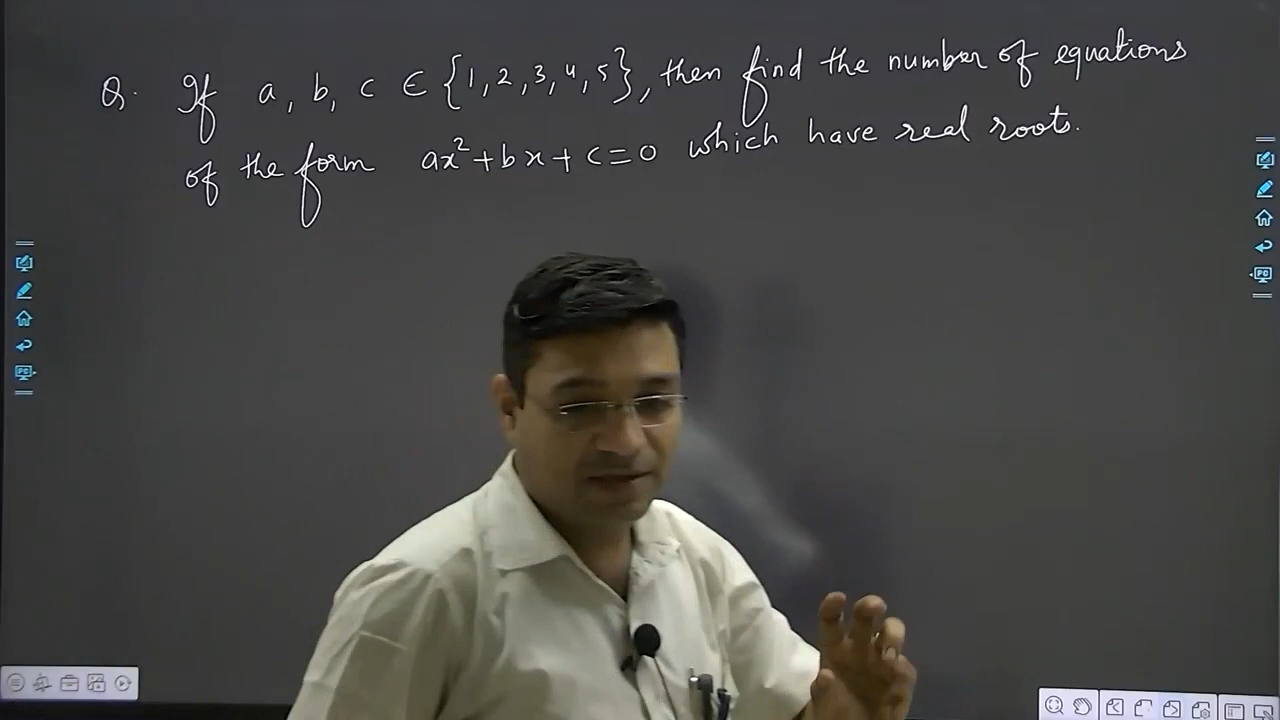 Q. If a, b, c ∈ {1, 2, 3, 4, 5}, then find the number of equations
of the form ax² + bx + c = 0 which have real roots.